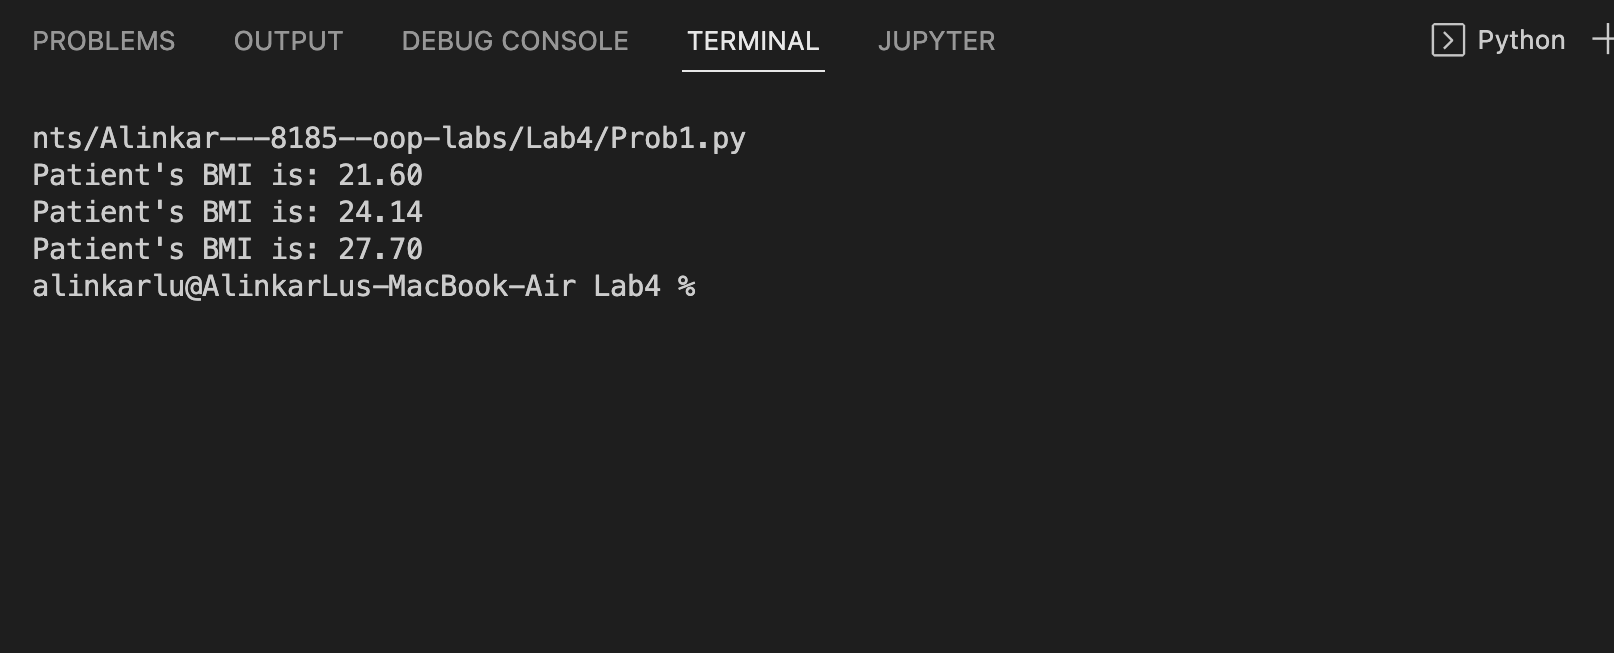 PROBLEMS OUTPUT DEBUG CONSOLE TERMINAL JUPYTER Python
nts/Alinkar---8185--oop-labs/Lab4/Prob1.py
Patient's BMI is: 21.60
Patient's BMI is: 24.14
Patient's BMI is: 27.70
alinkarlu@AlinkarLus-MacBook-Air Lab4 %